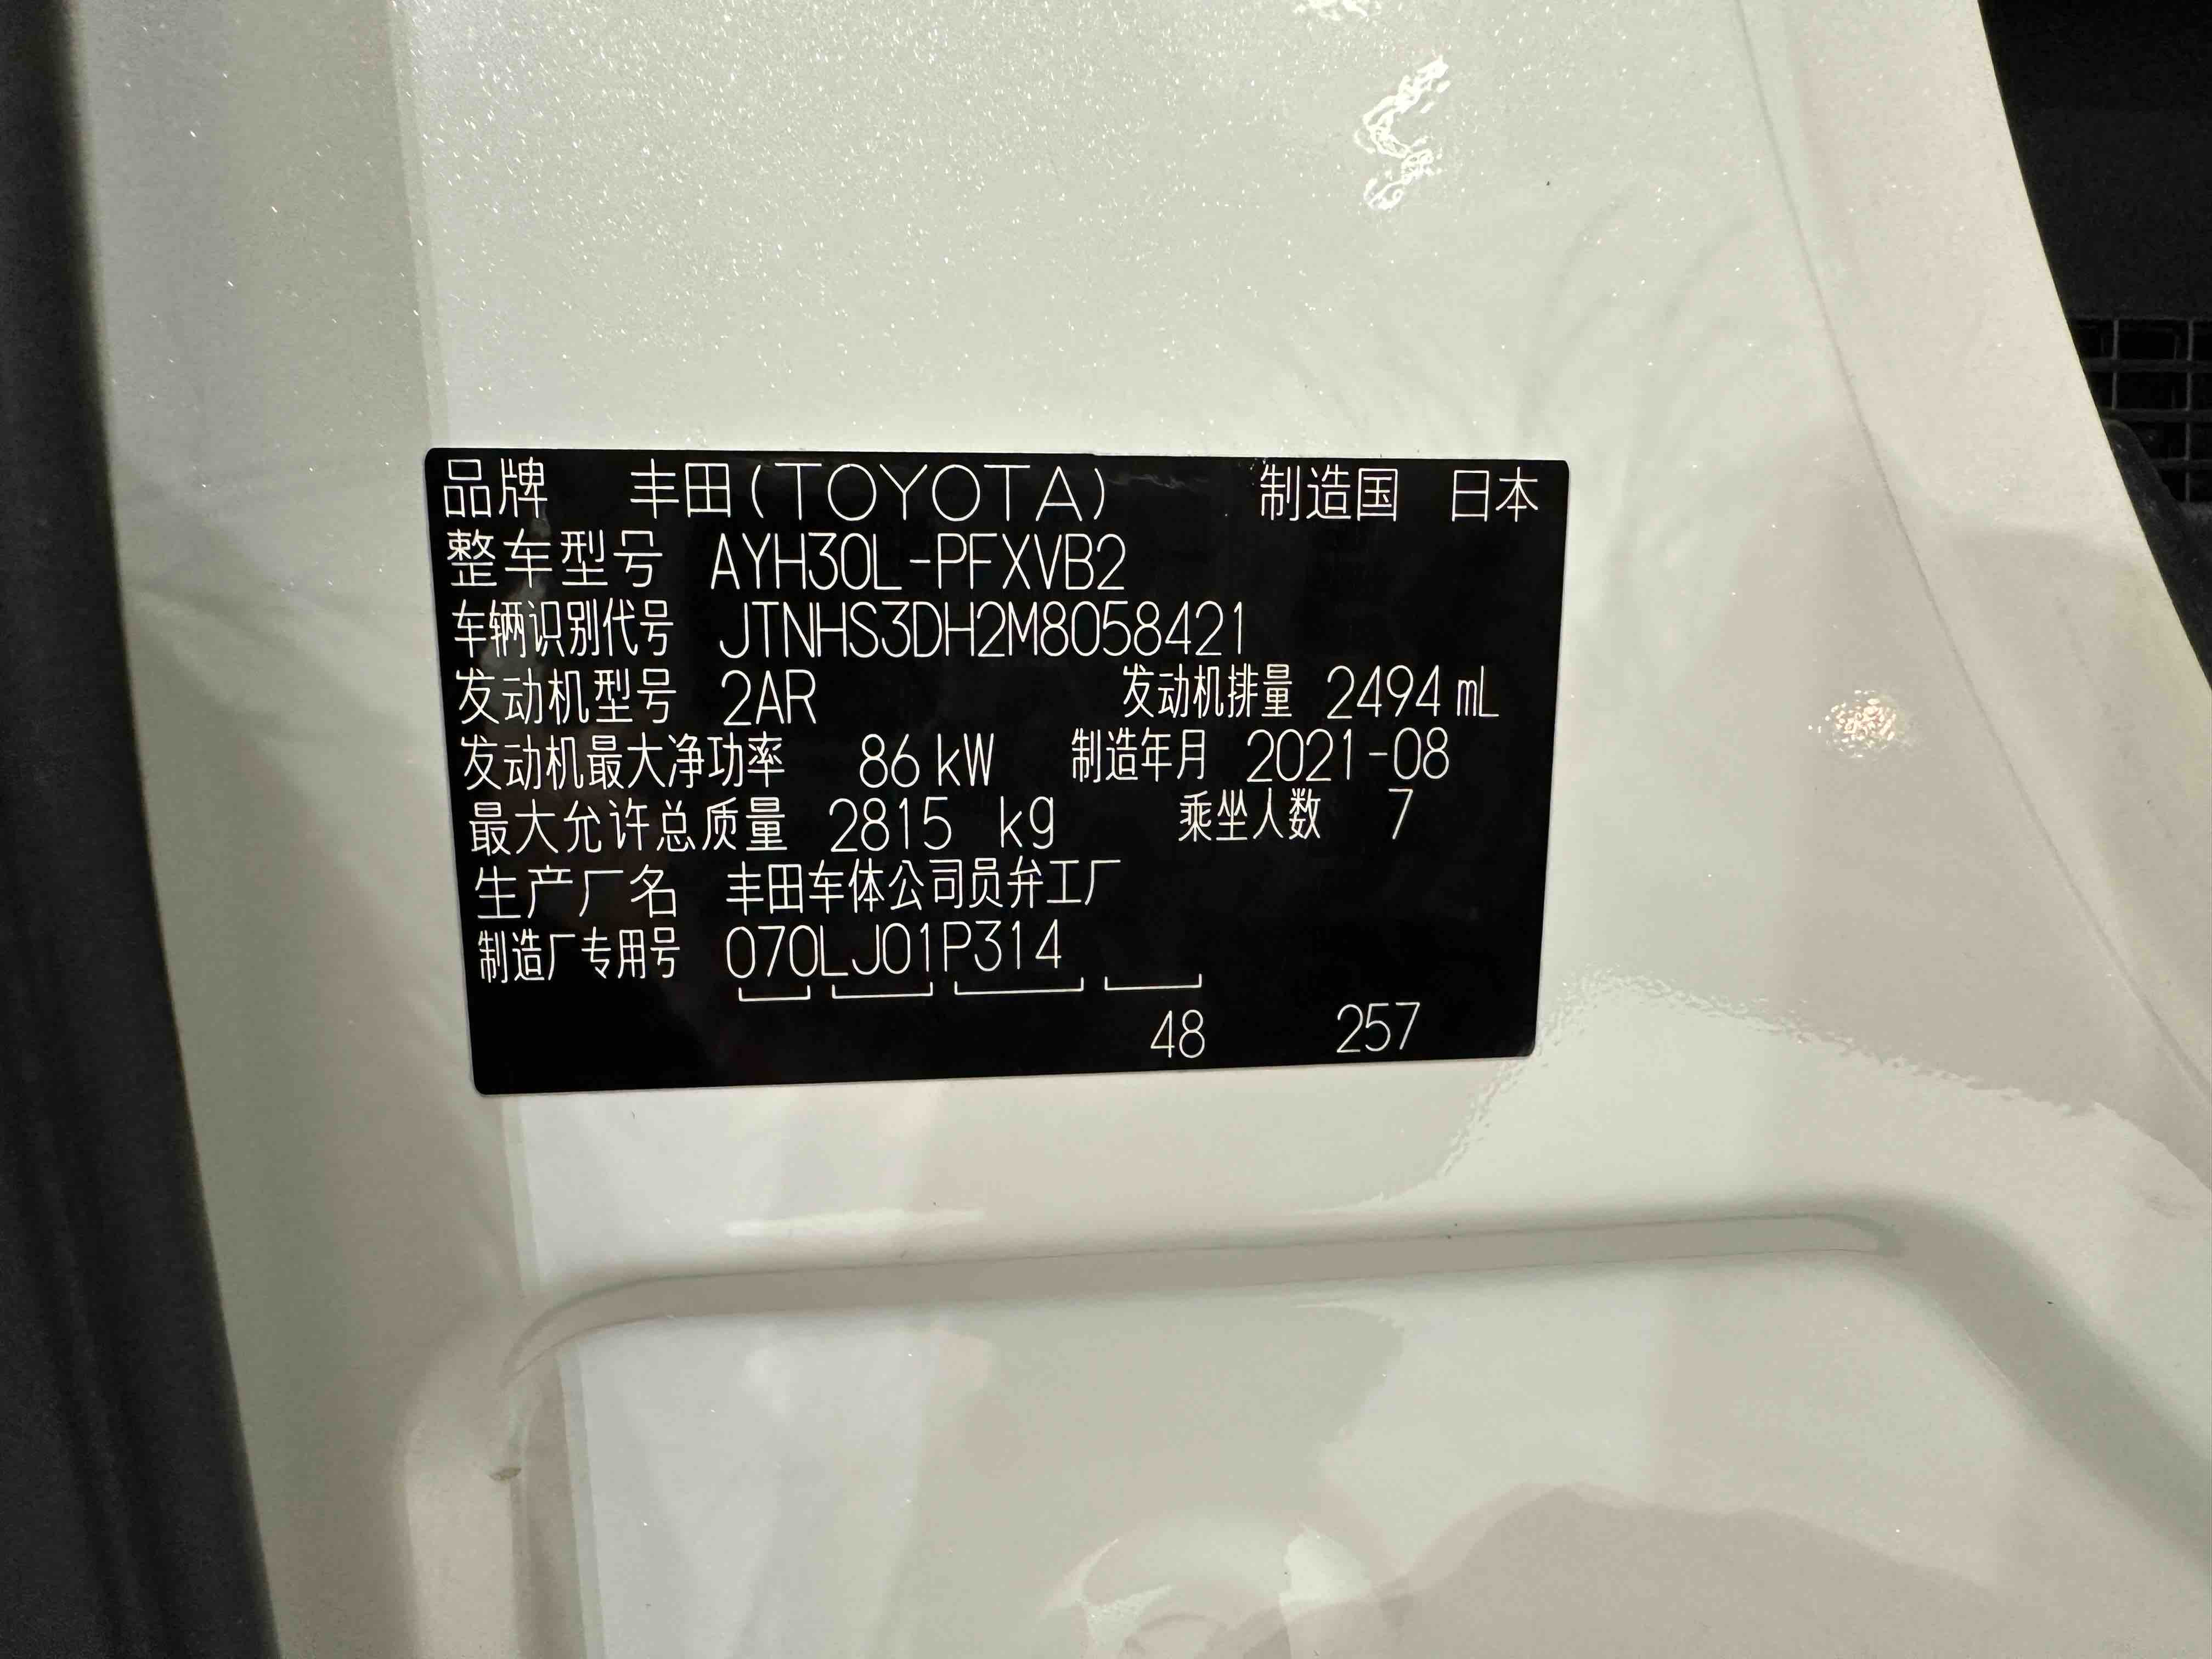 品牌 丰田(TOYOTA) 制造国 日本
整车型号 AYH30L-PFXVB2
车辆识别代号 JTNHS3DH2M8058421
发动机型号 2AR 发动机排量 2494 mL
发动机最大净功率 86 kW 制造年月 2021-08
最大允许总质量 2815 kg 乘坐人数 7
生产厂名 丰田车体公司员弁工厂
制造厂专用号 070LJ01P314
48 257